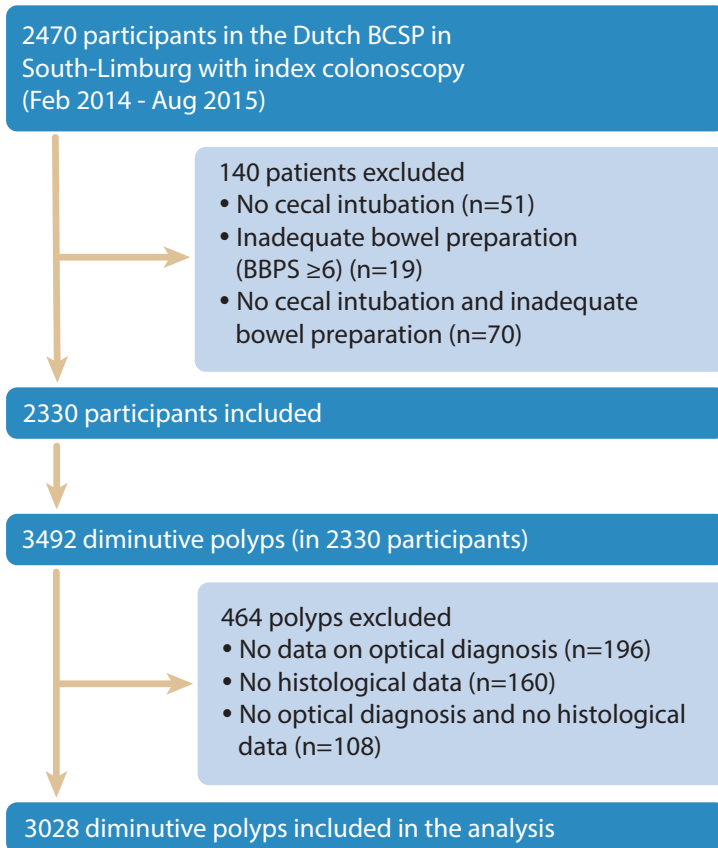 2470 participants in the Dutch BCSP in
South-Limburg with index colonoscopy
(Feb 2014 - Aug 2015)
140 patients excluded
• No cecal intubation (n=51)
• Inadequate bowel preparation
(BBPS ≥6) (n=19)
• No cecal intubation and inadequate
bowel preparation (n=70)
2330 participants included
3492 diminutive polyps (in 2330 participants)
464 polyps excluded
• No data on optical diagnosis (n=196)
• No histological data (n=160)
• No optical diagnosis and no histological
data (n=108)
3028 diminutive polyps included in the analysis